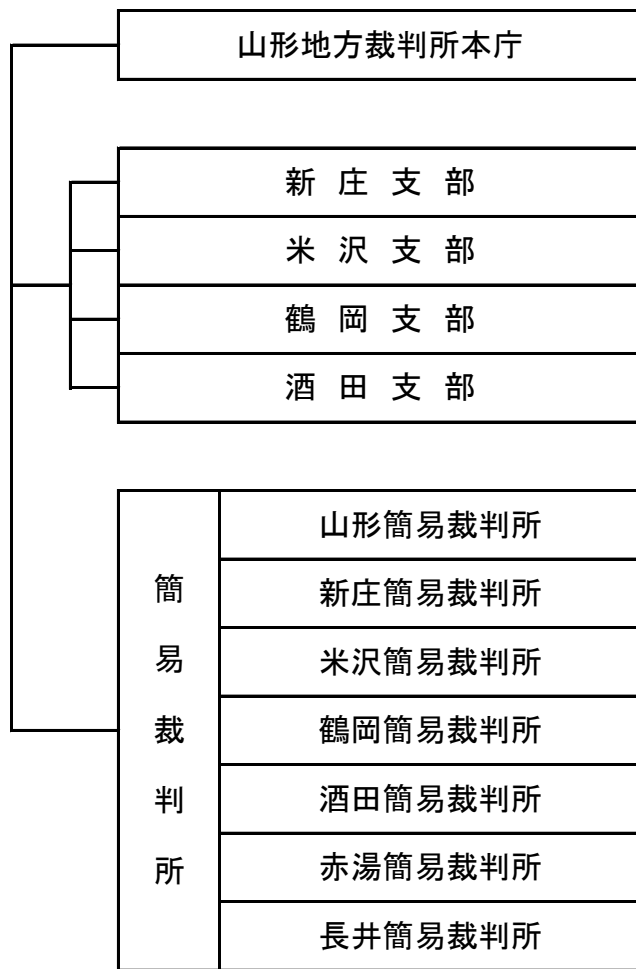 山形地方裁判所本庁
新庄支部
米沢支部
鶴岡支部
酒田支部
簡易裁判所
山形簡易裁判所
新庄簡易裁判所
米沢簡易裁判所
鶴岡簡易裁判所
酒田簡易裁判所
赤湯簡易裁判所
長井簡易裁判所